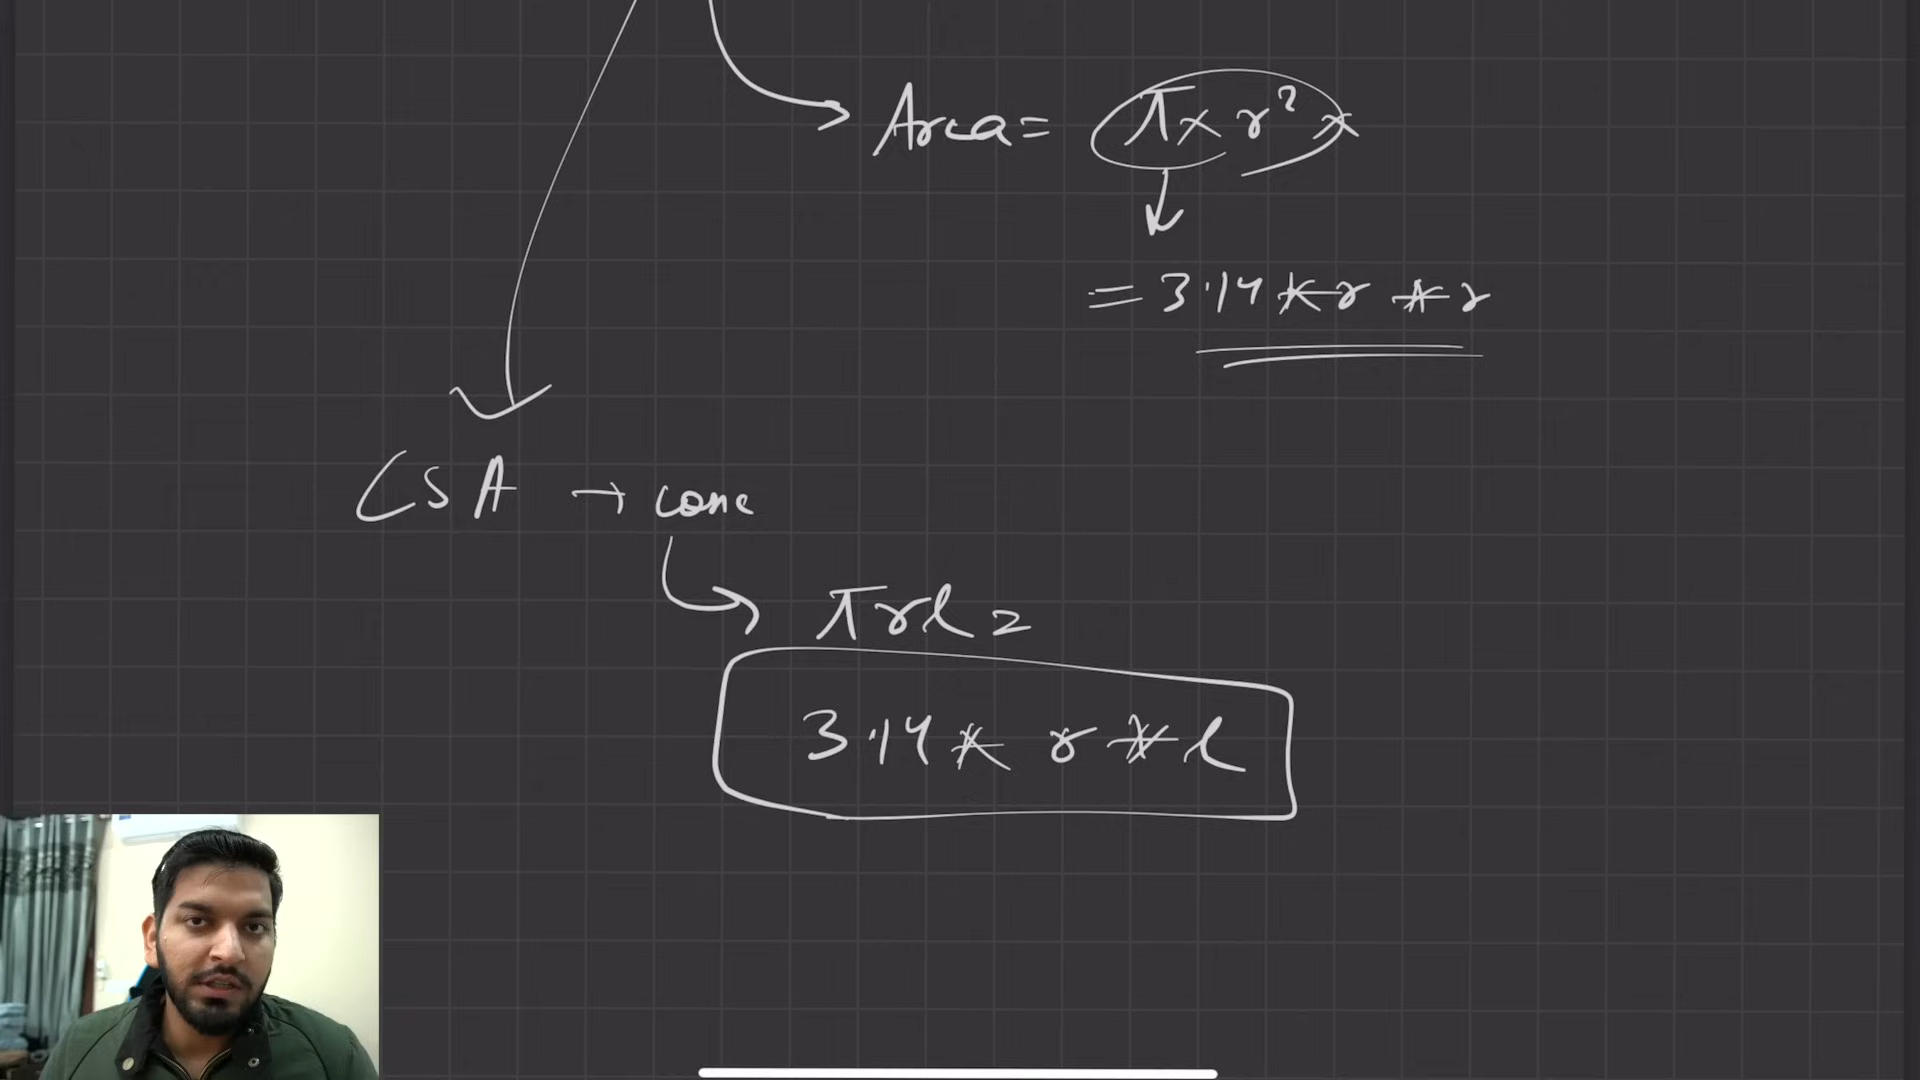 Area = π × r² ×
= 3.14 * r * r
CSA → cone
πrl =
3.14 * r * l